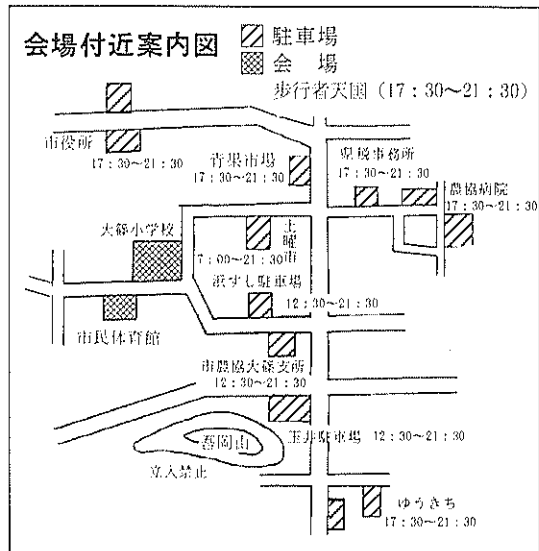 会場付近案内図
駐車場
会場
歩行者天国（17：30～21：30）
市役所
17：30～21：30
青果市場
17：30～21：30
県税事務所
17：30～21：30
農協病院
17：30～21：30
大篠小学校
土曜市
7：00～21：30
浜すし駐車場
12：30～21：30
市民体育館
市農協大篠支所
12：30～21：30
吾岡山
立入禁止
玉井駐車場 12：30～21：30
ゆうきち
17：30～21：30